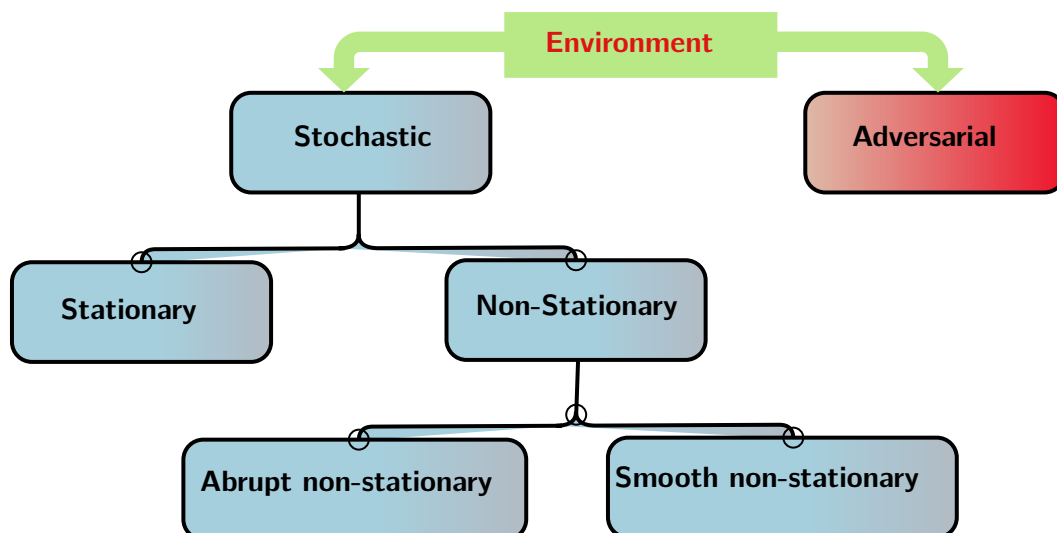 Environment
Stochastic
Adversarial
Stationary
Non-Stationary
Abrupt non-stationary
Smooth non-stationary